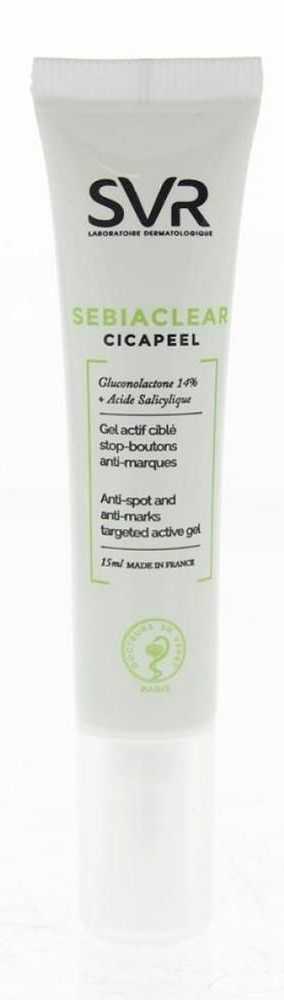 SVR
LABORATOIRE DERMATOLOGIQUE
SEBIACLEAR
CICAPEEL
Gluconolactone 14%
+ Acide Salicylique
Gel actif ciblé
stop-boutons
anti-marques
Anti-spot and
anti-marks
targeted active gel
15ml MADE IN FRANCE
PARIS